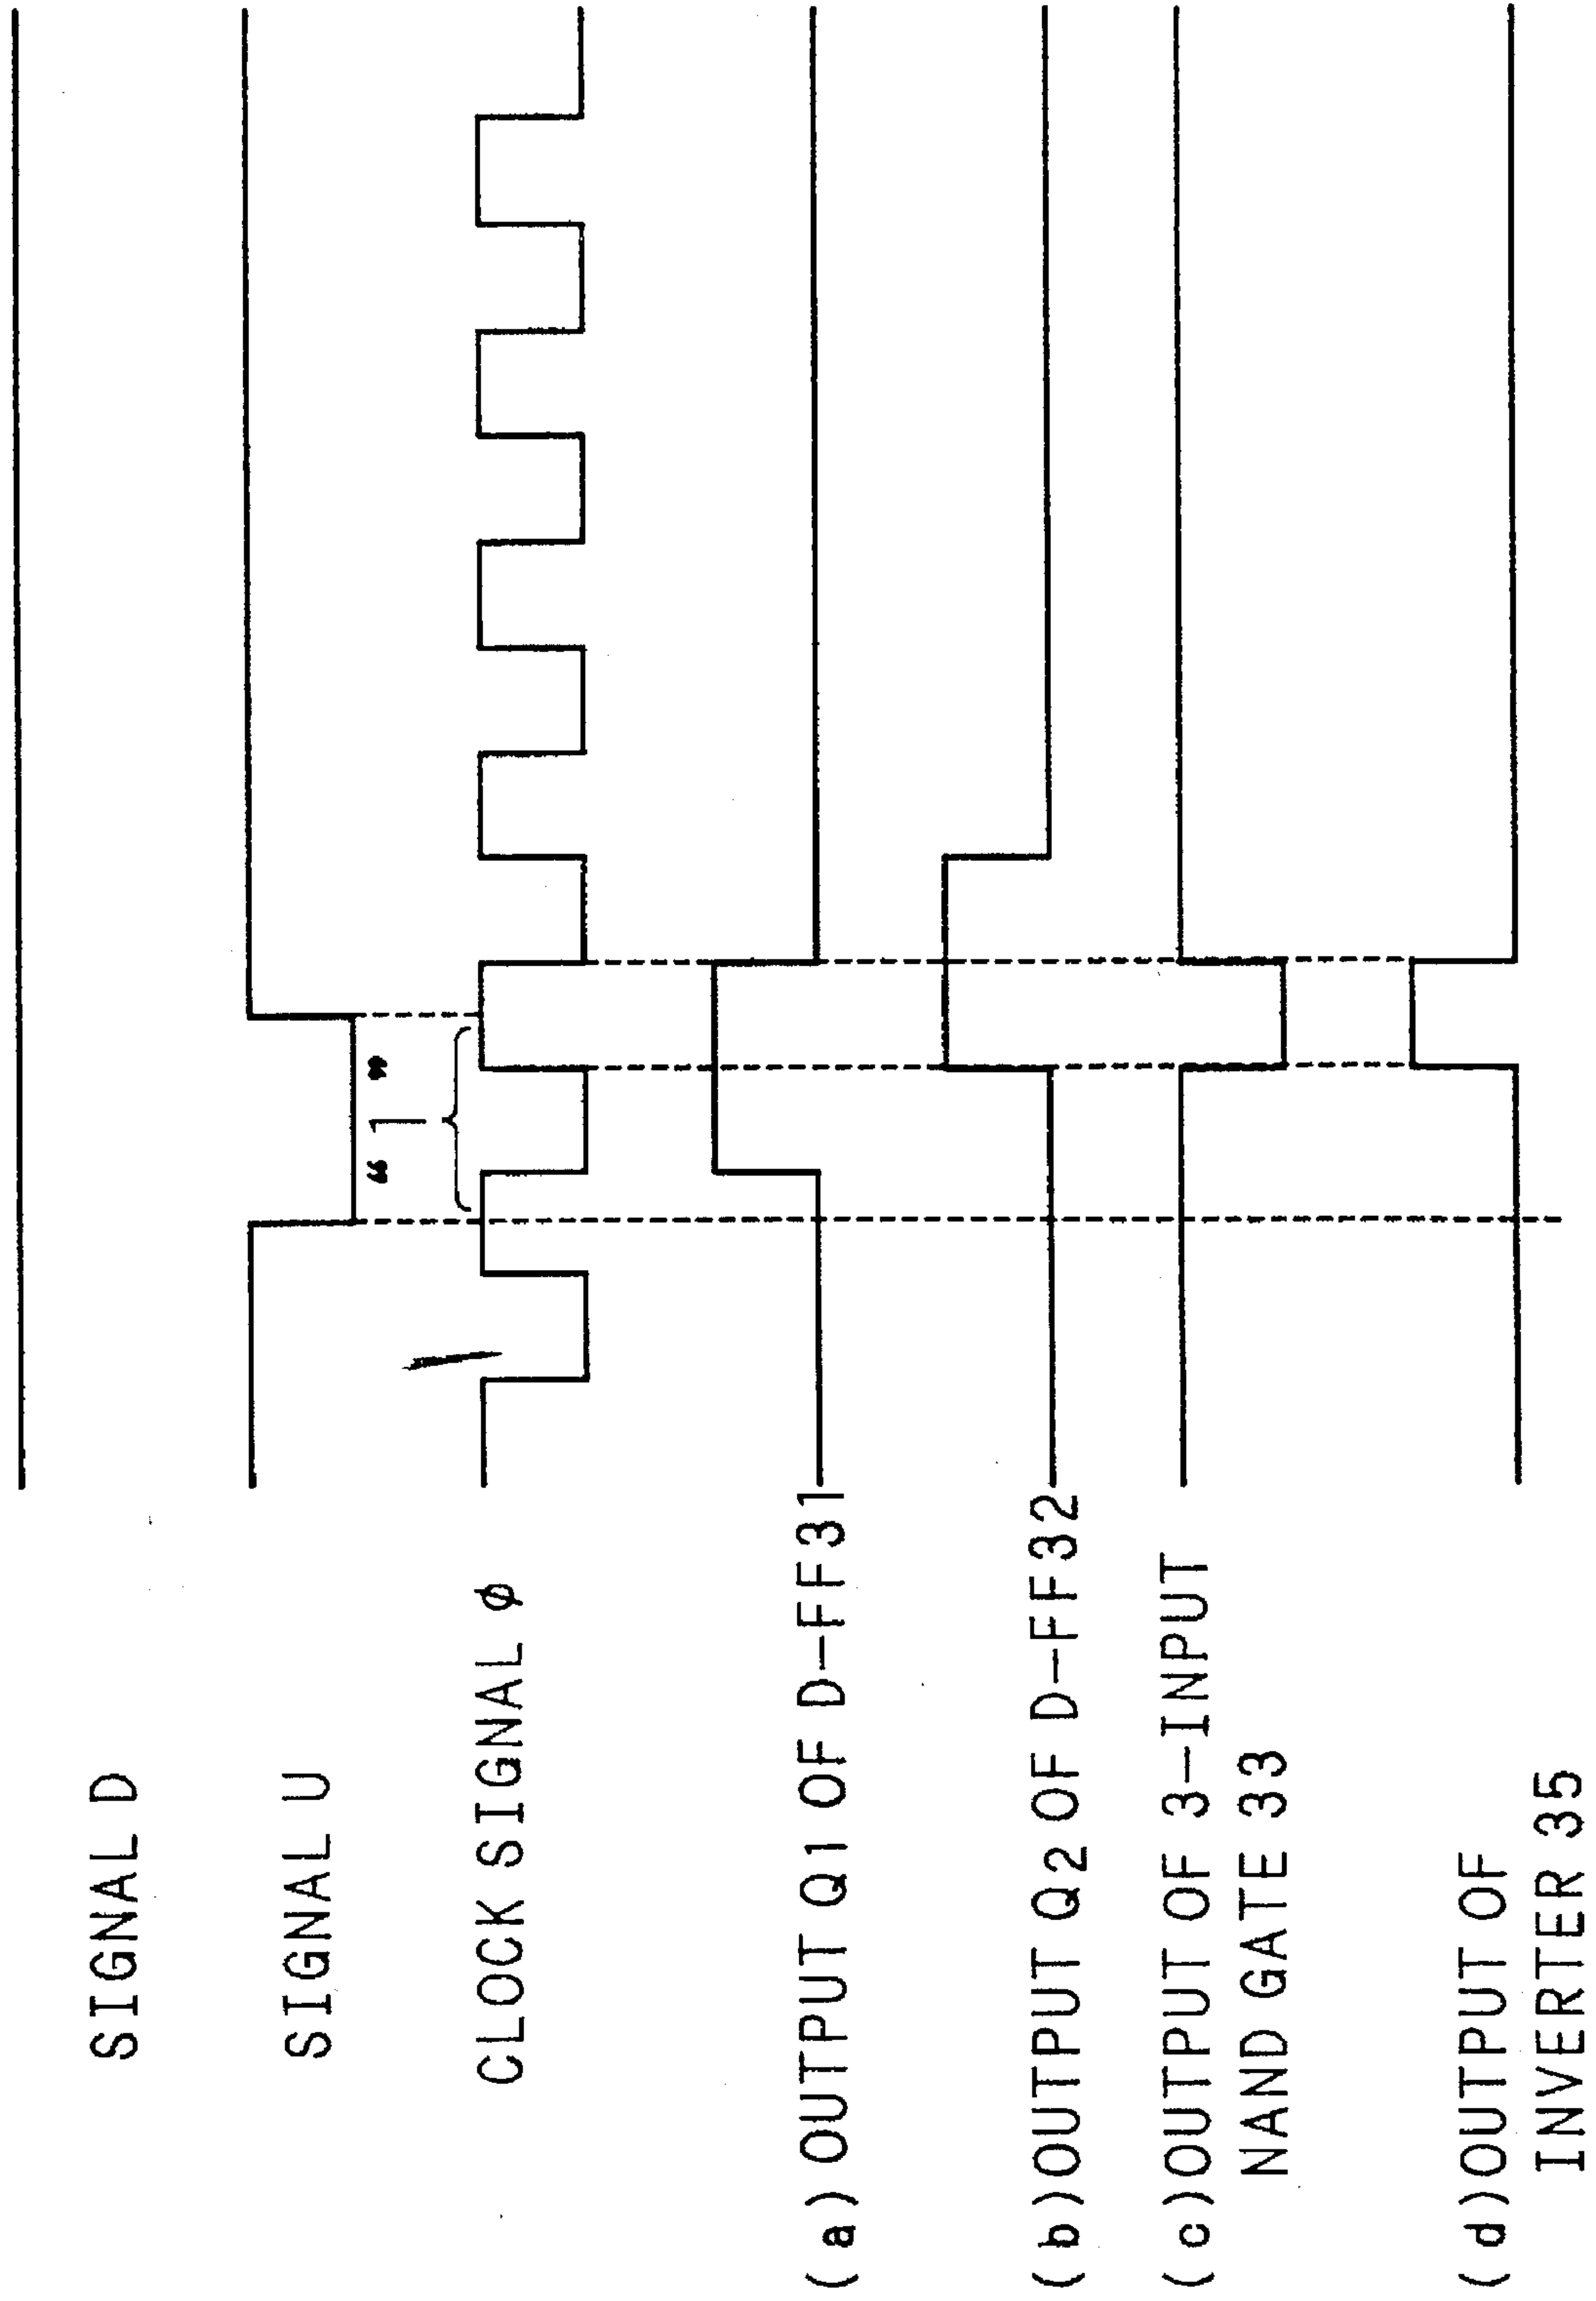 SIGNAL D
SIGNAL U
“1”
CLOCK SIGNAL ϕ
(a) OUTPUT Q1 OF D-FF31
(b) OUTPUT Q2 OF D-FF32
(c) OUTPUT OF 3-INPUT
NAND GATE 33
(d) OUTPUT OF
INVERTER 35